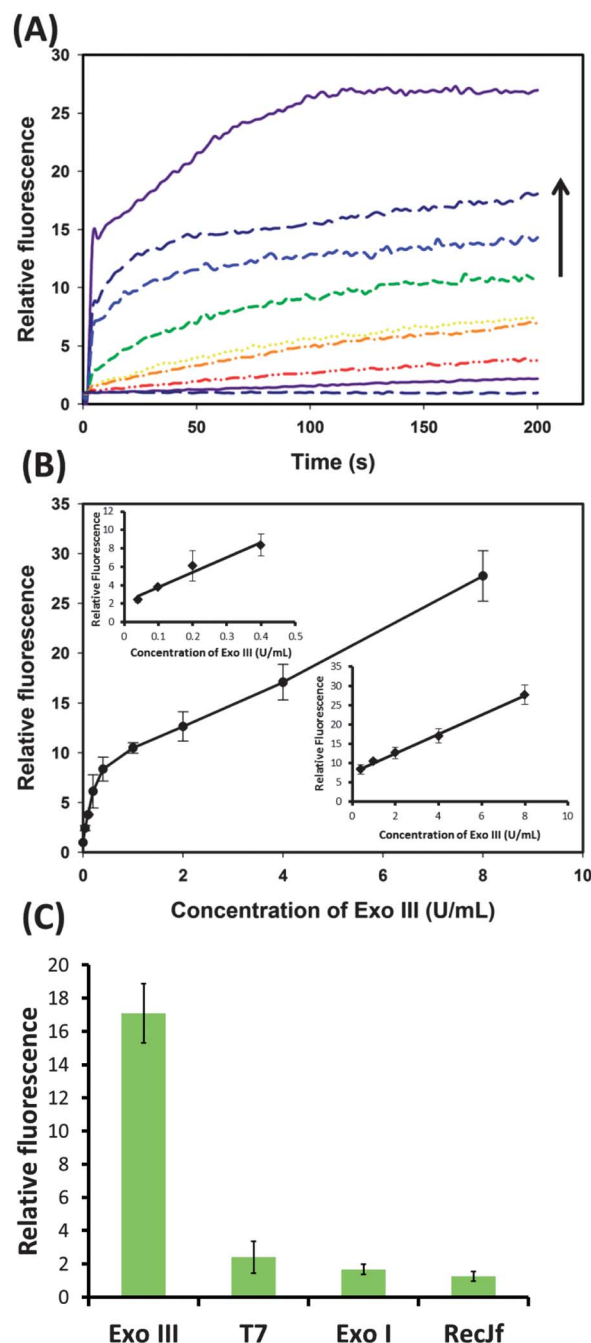 (A)
30
25
20
15
10
5
0
Relative fluorescence
0 50 100 150 200
Time (s)
(B)
35
30
25
20
15
10
5
0
Relative fluorescence
0 2 4 6 8 10
Concentration of Exo III (U/mL)
12
10
8
6
4
2
0
Relative Fluorescence
0 0.1 0.2 0.3 0.4 0.5
Concentration of Exo III (U/mL)
35
30
25
20
15
10
5
0
Relative Fluorescence
0 2 4 6 8 10
Concentration of Exo III (U/mL)
(C)
20
18
16
14
12
10
8
6
4
2
0
Relative fluorescence
Exo III T7 Exo I RecJf